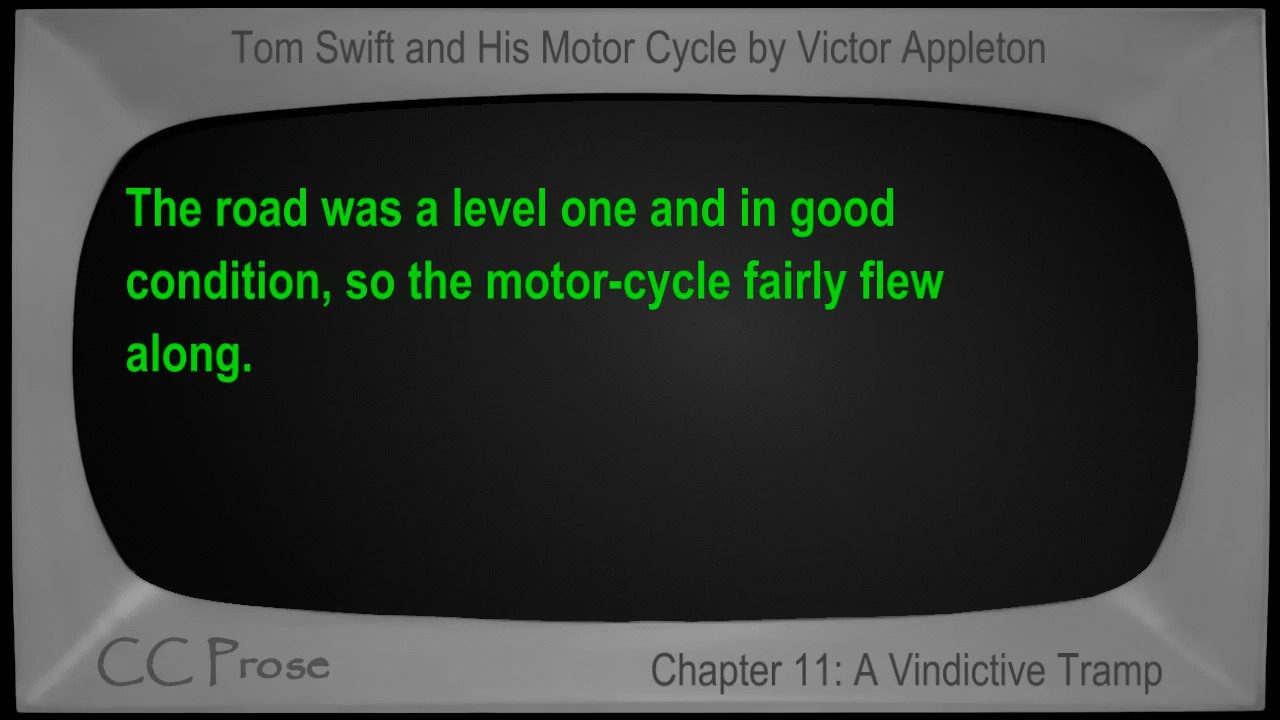 Tom Swift and His Motor Cycle by Victor Appleton
The road was a level one and in good
condition, so the motor-cycle fairly flew
along.
CC Prose
Chapter 11: A Vindictive Tramp